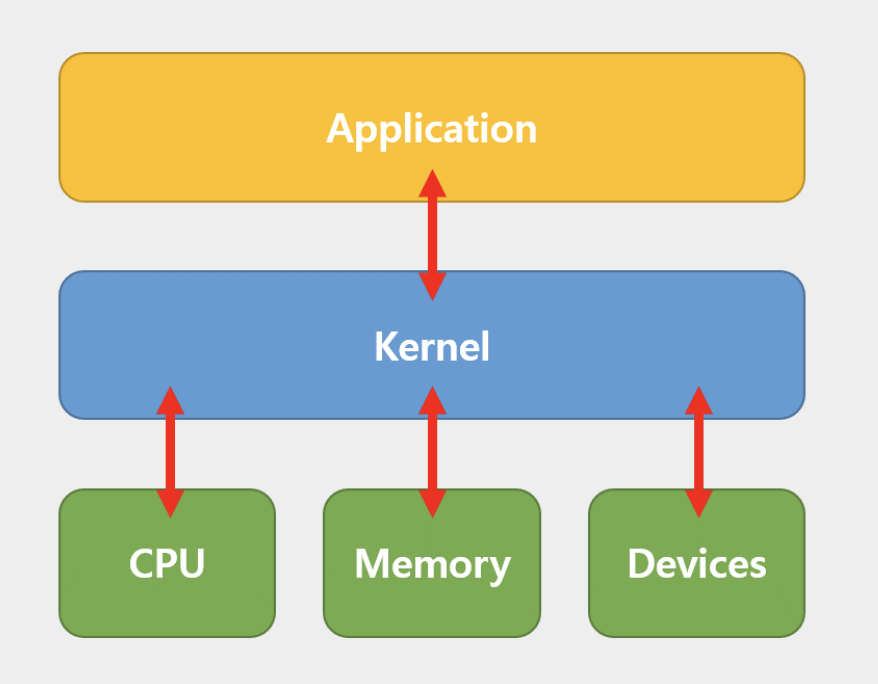 Application
Kernel
CPU
Memory
Devices